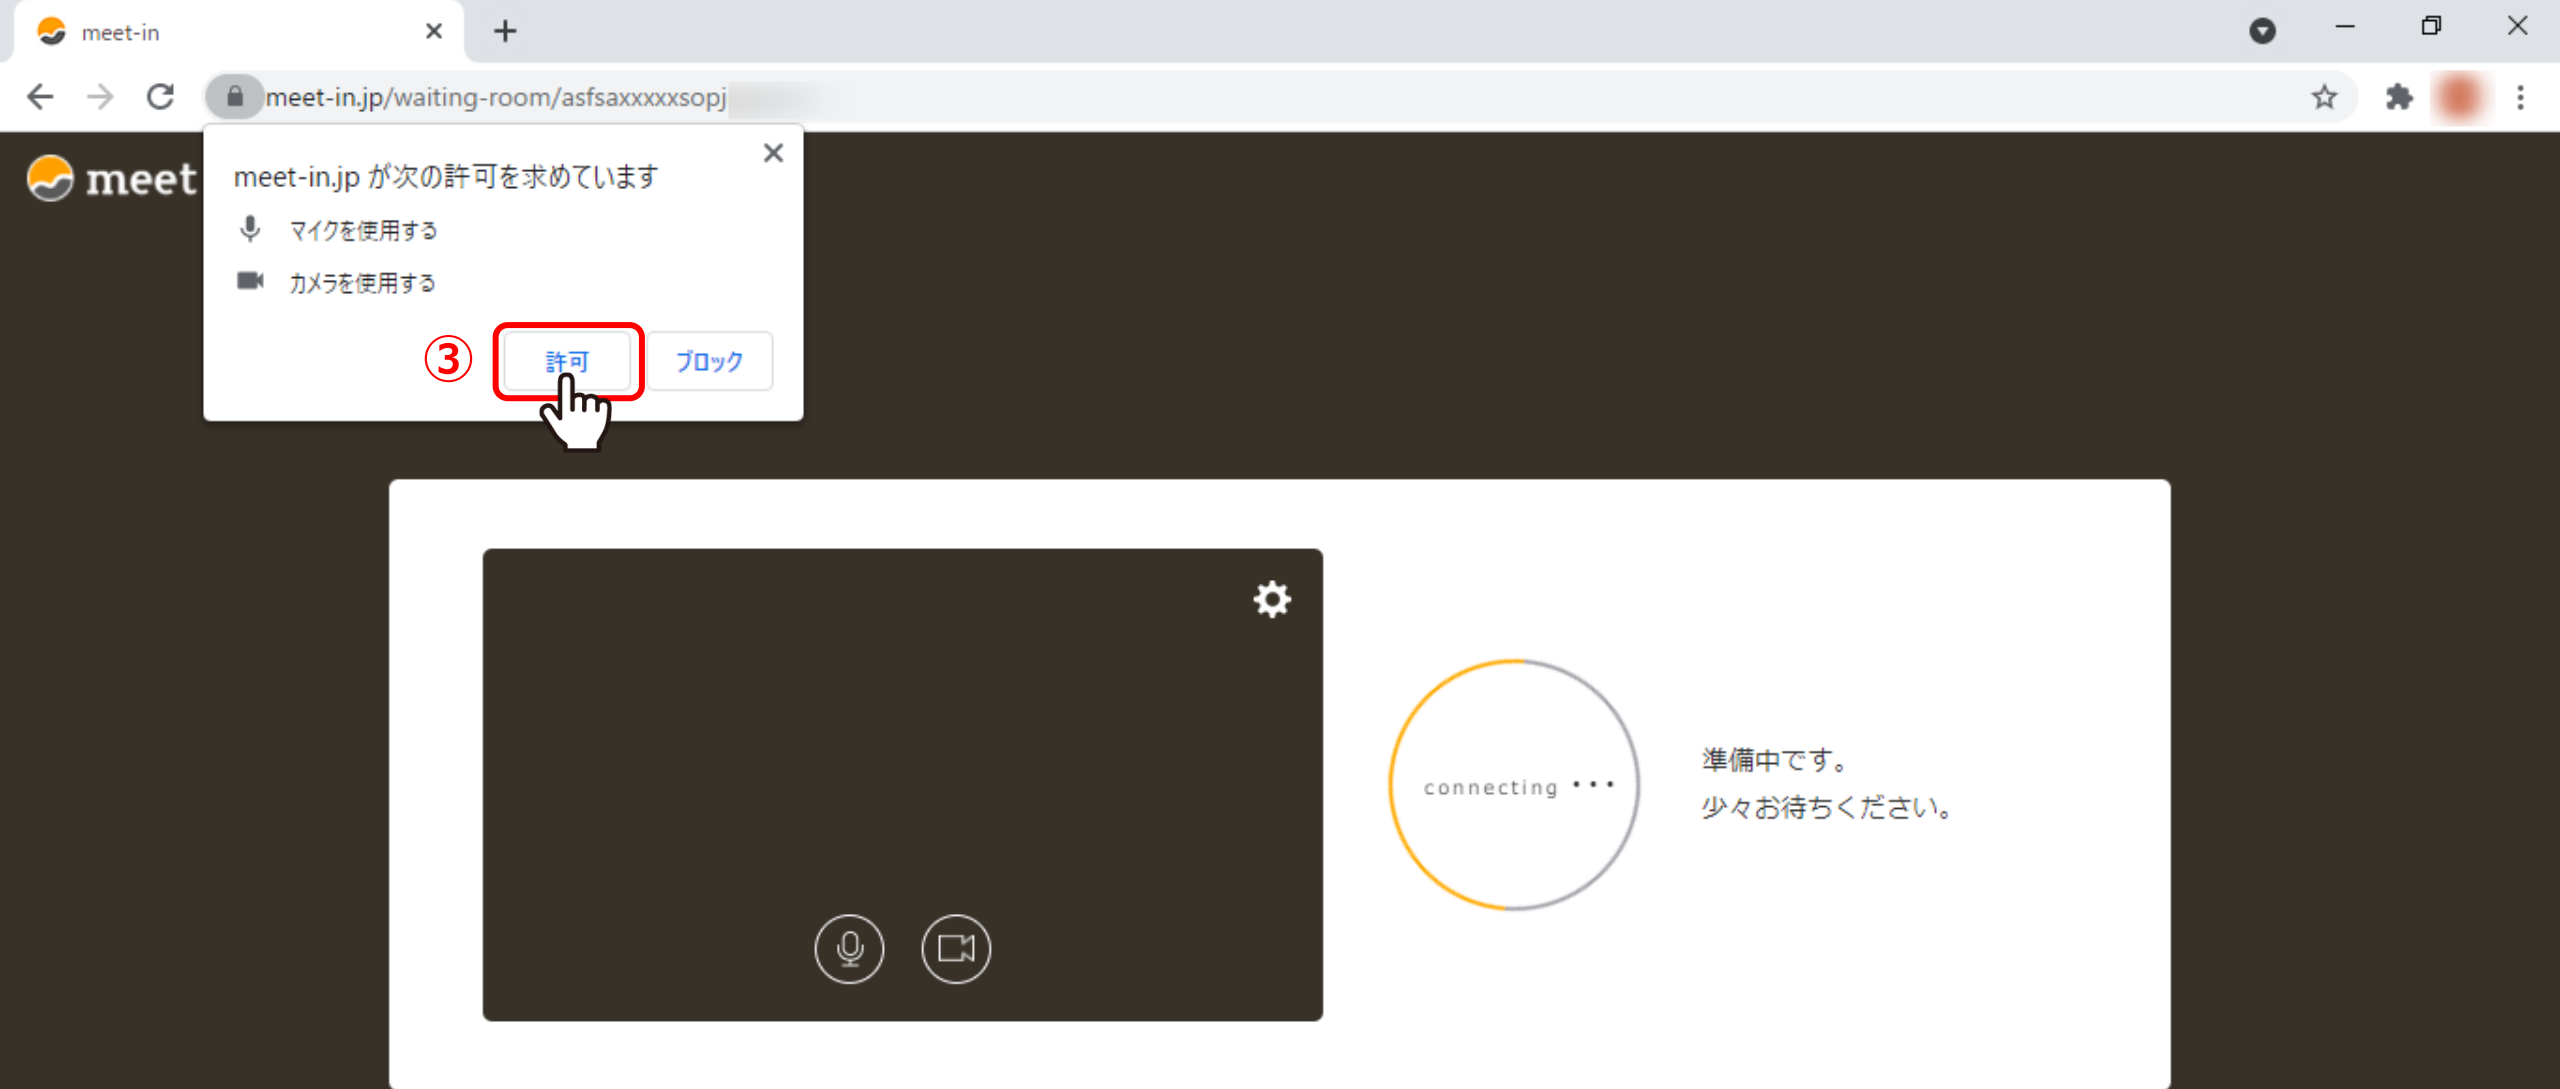 meet-in
meet-in.jp/waiting-room/asfsaxxxxxsopj
meet
meet-in.jp が次の許可を求めています
マイクを使用する
カメラを使用する
③ 許可 ブロック
connecting ・・・
準備中です。
少々お待ちください。